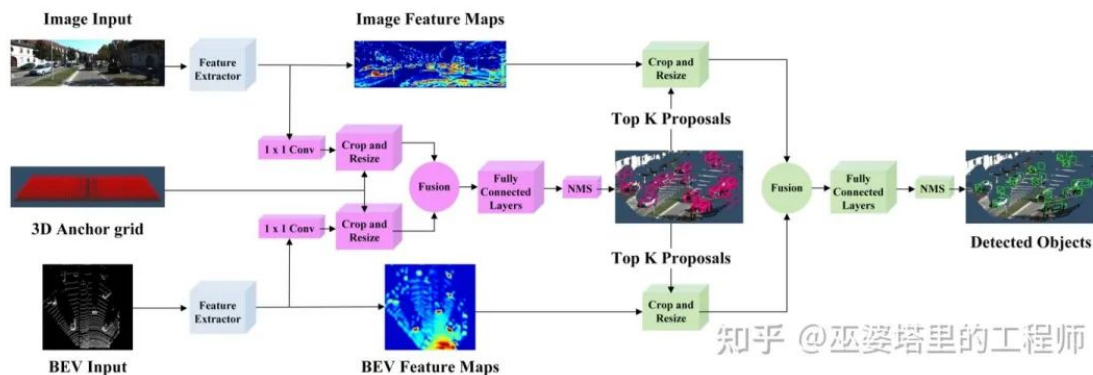 Image Input
Image Feature Maps
Feature
Extractor
Crop and
Resize
Top K Proposals
1 x 1 Conv
Crop and
Resize
3D Anchor grid
Fusion
Fully
Connected
Layers
NMS
Fusion
Fully
Connected
Layers
NMS
Detected Objects
1 x 1 Conv
Crop and
Resize
Top K Proposals
Feature
Extractor
Crop and
Resize
BEV Input
BEV Feature Maps
知乎 @巫婆塔里的工程师